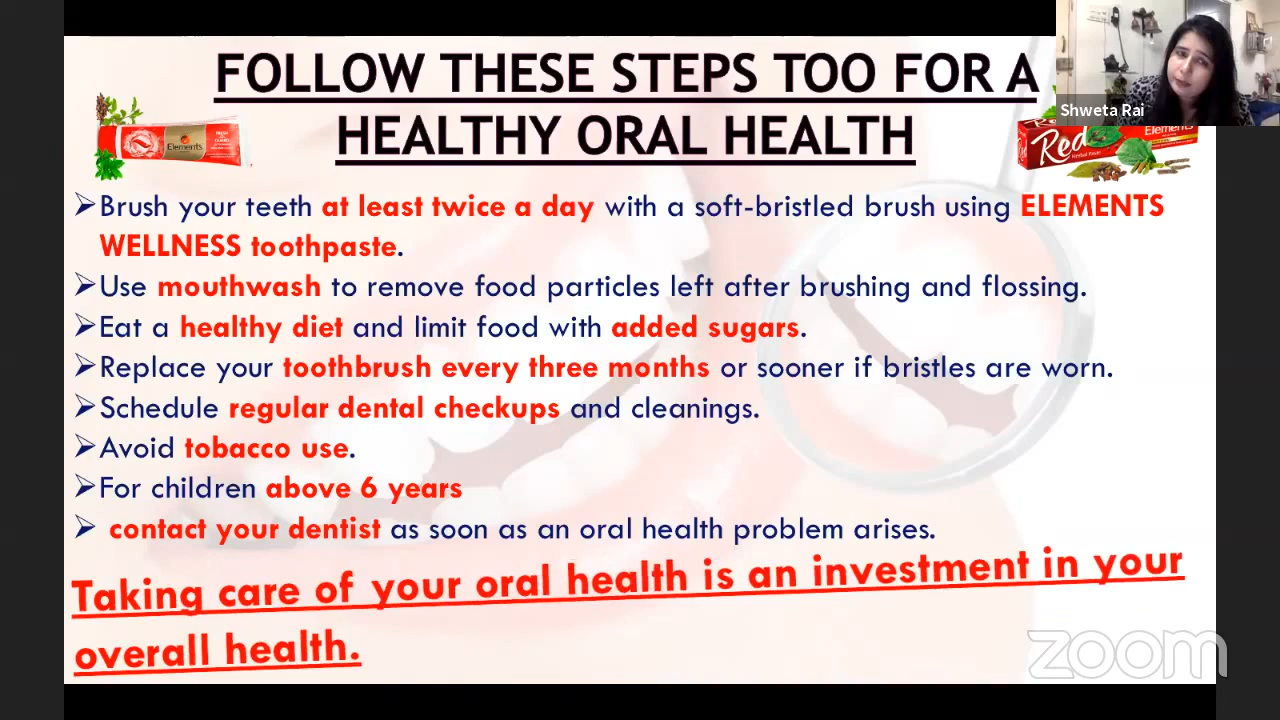 FOLLOW THESE STEPS TOO FOR A
HEALTHY ORAL HEALTH
Shweta Rai
Elements
Red
Elements
➢Brush your teeth at least twice a day with a soft-bristled brush using ELEMENTS
WELLNESS toothpaste.
➢Use mouthwash to remove food particles left after brushing and flossing.
➢Eat a healthy diet and limit food with added sugars.
➢Replace your toothbrush every three months or sooner if bristles are worn.
➢Schedule regular dental checkups and cleanings.
➢Avoid tobacco use.
➢For children above 6 years
➢ contact your dentist as soon as an oral health problem arises.
Taking care of your oral health is an investment in your
overall health.
zoom